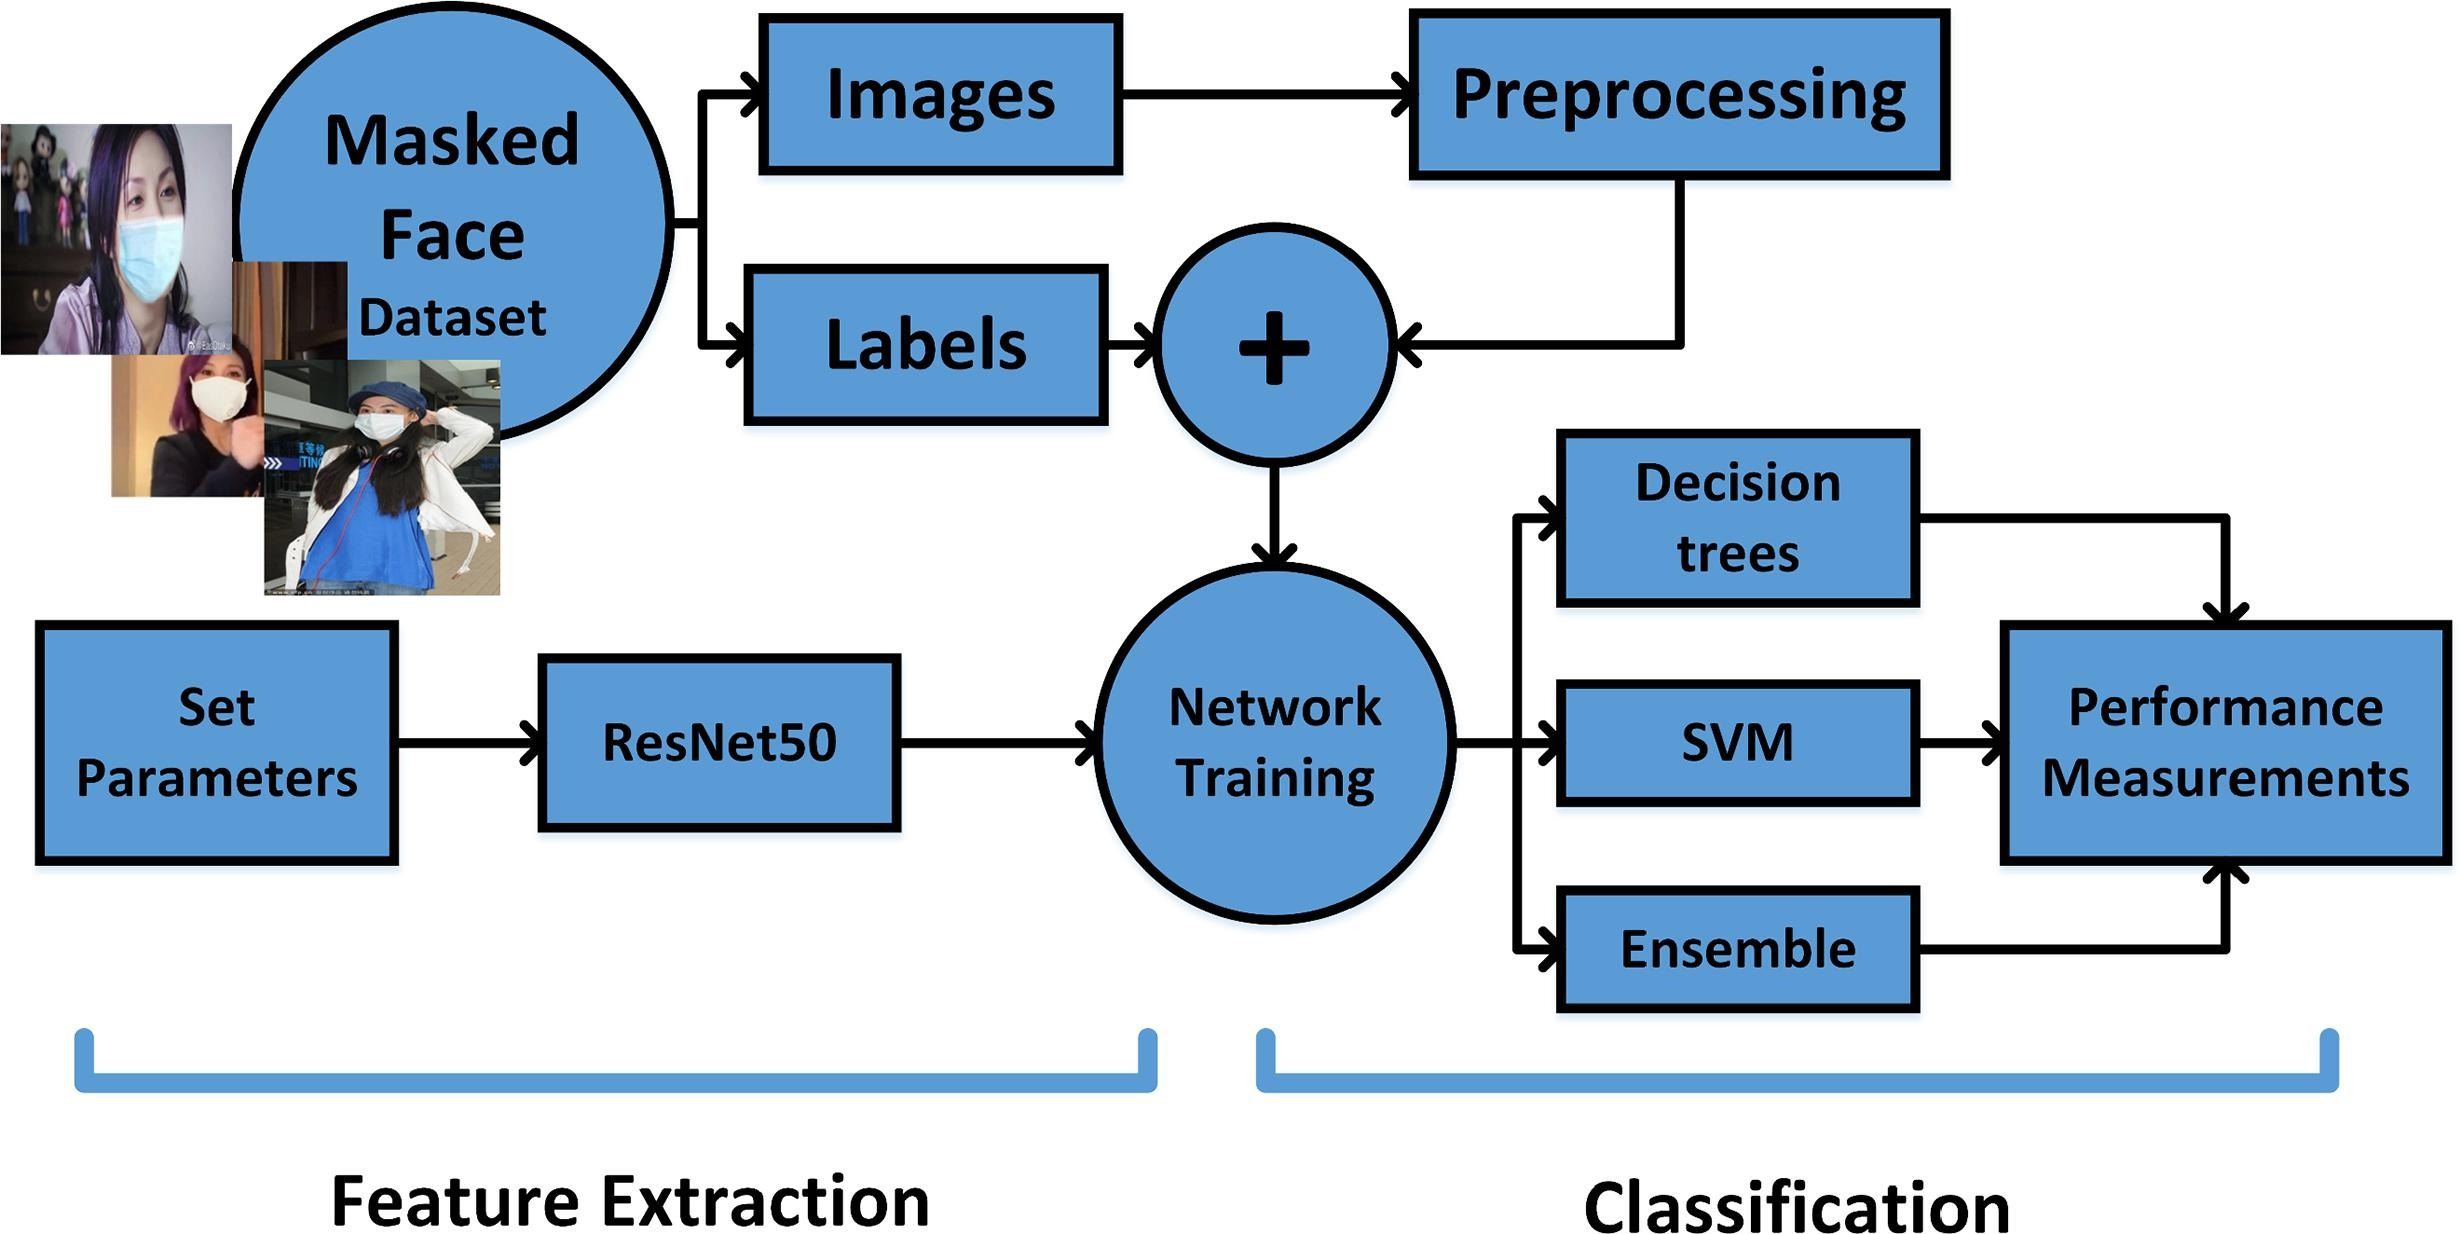 Masked
Face
Dataset
Images
Preprocessing
Labels
+
Decision
trees
Set
Parameters
ResNet50
Network
Training
SVM
Performance
Measurements
Ensemble
Feature Extraction
Classification